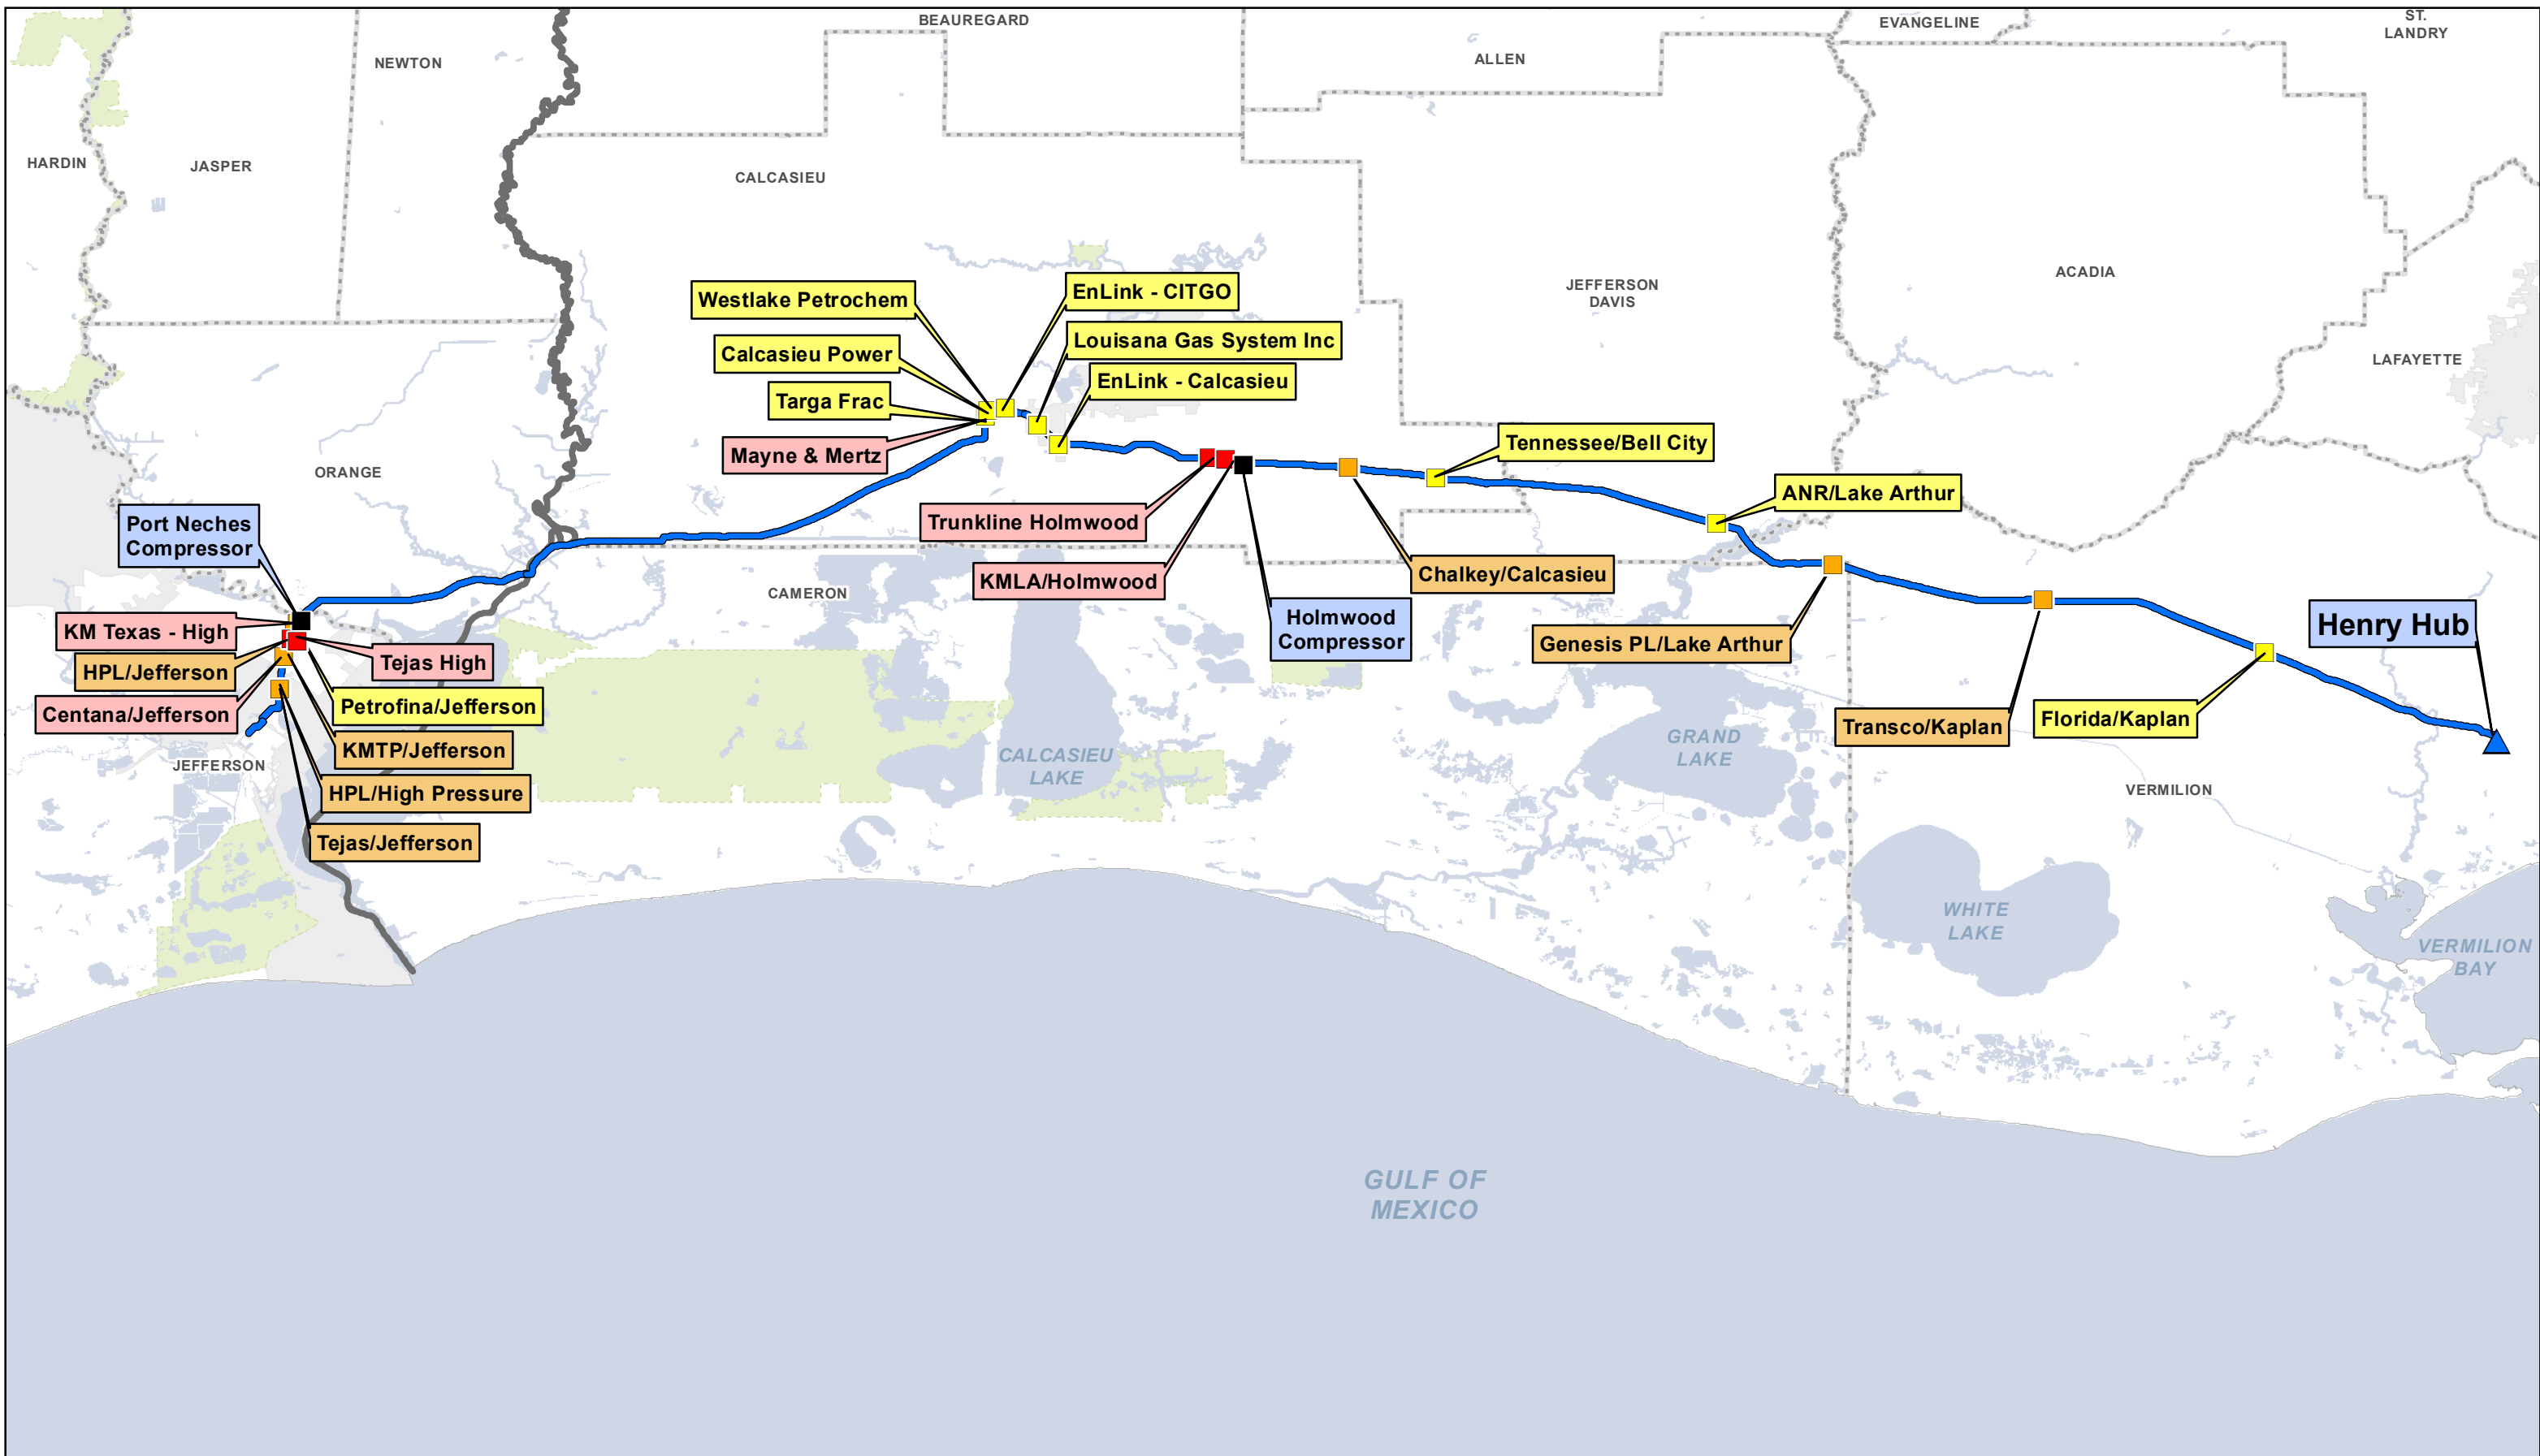 BEAUREGARD
EVANGELINE
ST.
LANDRY
NEWTON
ALLEN
HARDIN
JASPER
CALCASIEU
ACADIA
JEFFERSON
DAVIS
LAFAYETTE
Westlake Petrochem
EnLink - CITGO
Calcasieu Power
Louisana Gas System Inc
Targa Frac
EnLink - Calcasieu
Mayne & Mertz
Tennessee/Bell City
ORANGE
ANR/Lake Arthur
Port Neches
Compressor
Trunkline Holmwood
KMLA/Holmwood
Chalkey/Calcasieu
CAMERON
Holmwood
Compressor
Genesis PL/Lake Arthur
Henry Hub
KM Texas - High
Tejas High
HPL/Jefferson
Centana/Jefferson
Petrofina/Jefferson
Transco/Kaplan
Florida/Kaplan
KMTP/Jefferson
JEFFERSON
CALCASIEU
LAKE
GRAND
LAKE
HPL/High Pressure
VERMILION
Tejas/Jefferson
WHITE
LAKE
VERMILION
BAY
GULF OF
MEXICO